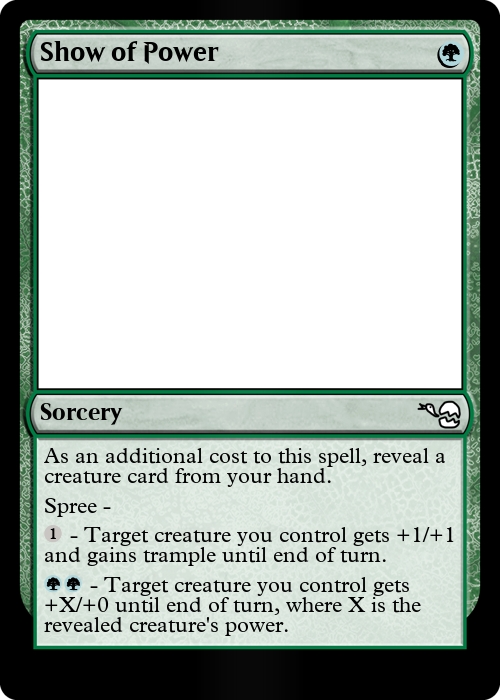 Show of Power
Sorcery
As an additional cost to this spell, reveal a
creature card from your hand.
Spree -
1 - Target creature you control gets +1/+1
and gains trample until end of turn.
- Target creature you control gets
+X/+0 until end of turn, where X is the
revealed creature's power.